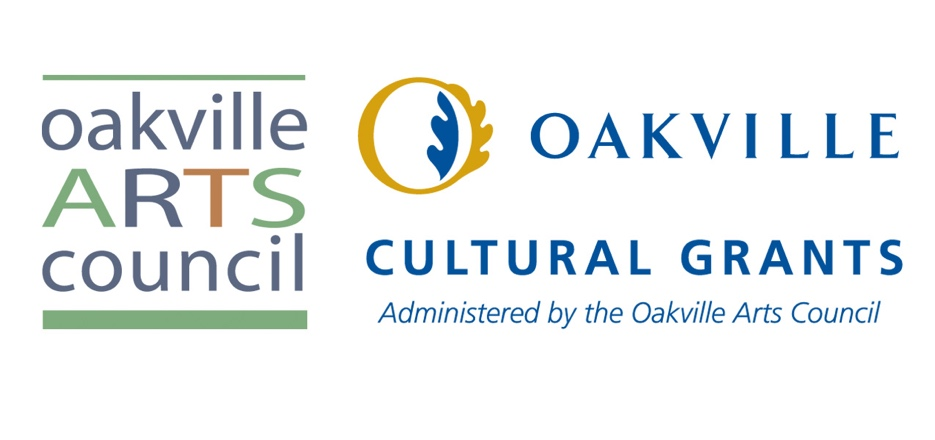 oakville
ARTS
council
OAKVILLE
CULTURAL GRANTS
Administered by the Oakville Arts Council